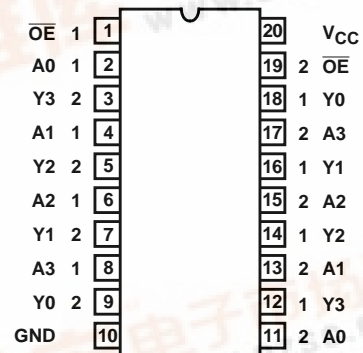 OE 1 1 20 VCC
A0 1 2 19 2 OE
Y3 2 3 18 1 Y0
A1 1 4 17 2 A3
Y2 2 5 16 1 Y1
A2 1 6 15 2 A2
Y1 2 7 14 1 Y2
A3 1 8 13 2 A1
Y0 2 9 12 1 Y3
GND 10 11 2 A0